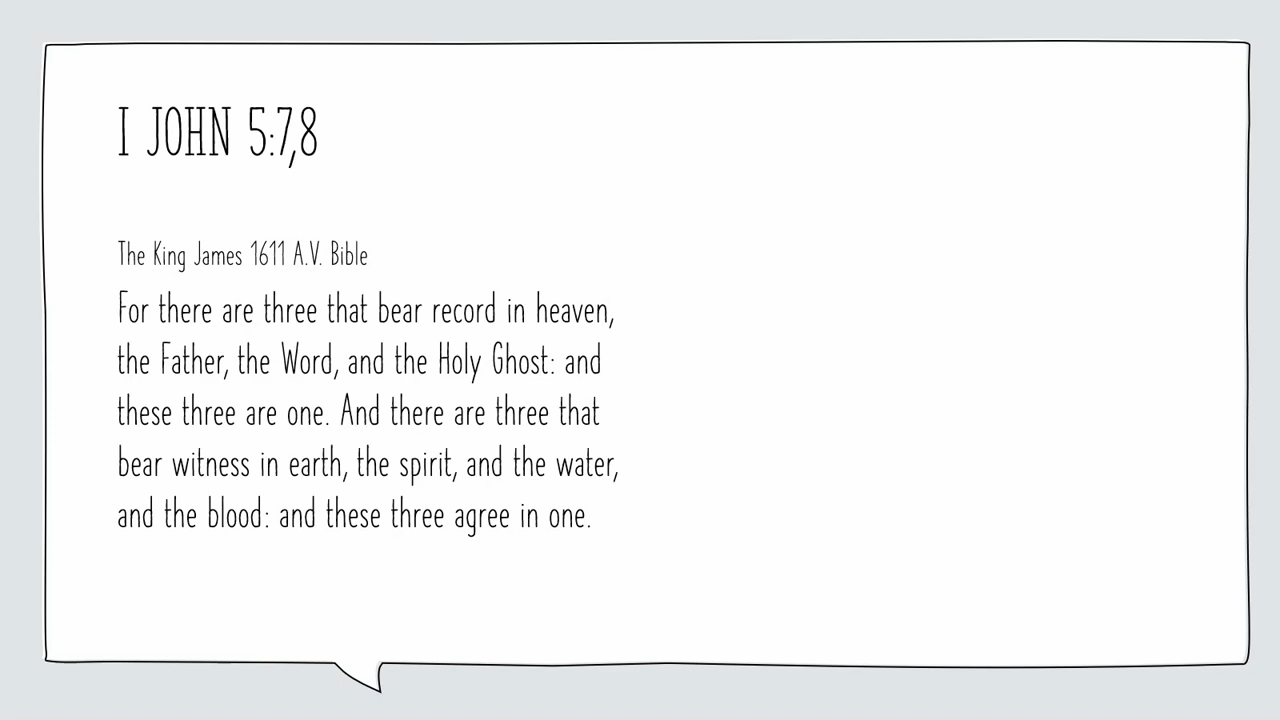 I JOHN 5:7,8
The King James 1611 A.V. Bible
For there are three that bear record in heaven,
the Father, the Word, and the Holy Ghost: and
these three are one. And there are three that
bear witness in earth, the spirit, and the water,
and the blood: and these three agree in one.